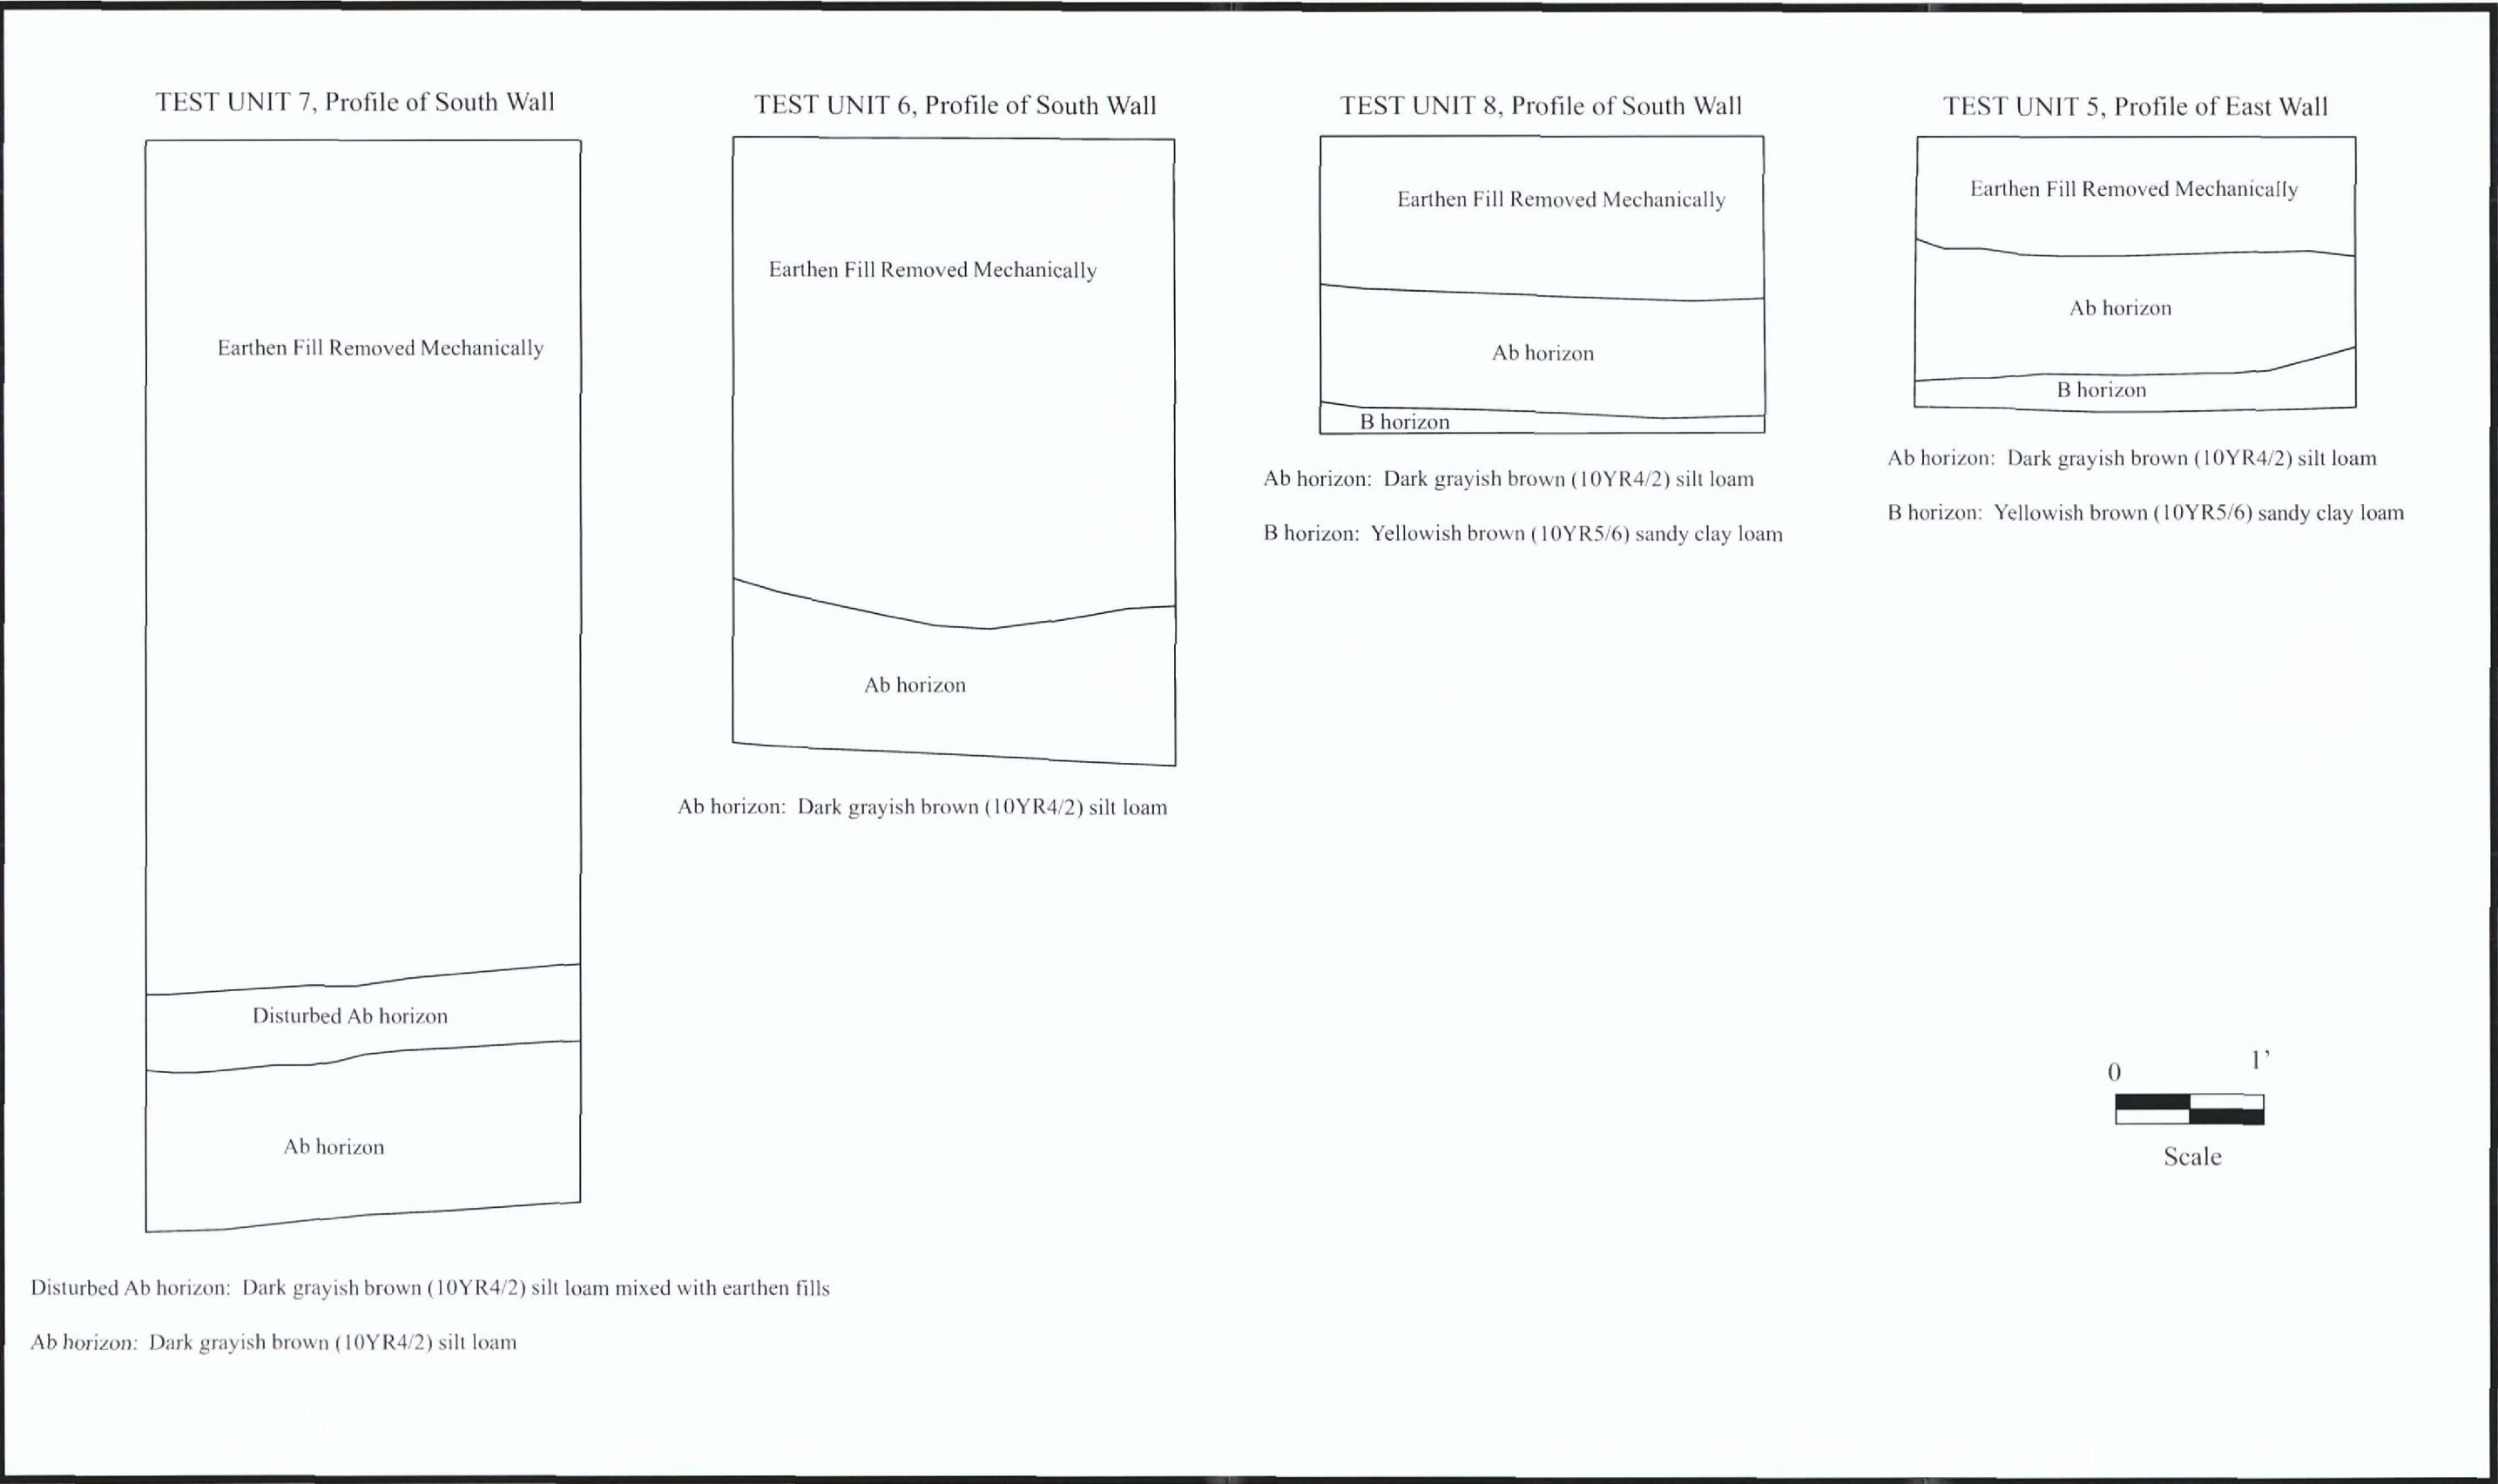 TEST UNIT 7, Profile of South Wall
Earthen Fill Removed Mechanically
Disturbed Ab horizon
Ab horizon
Disturbed Ab horizon: Dark grayish brown (10YR4/2) silt loam mixed with earthen fills
Ab horizon: Dark grayish brown (10YR4/2) silt loam
TEST UNIT 6, Profile of South Wall
Earthen Fill Removed Mechanically
Ab horizon
Ab horizon: Dark grayish brown (10YR4/2) silt loam
TEST UNIT 8, Profile of South Wall
Earthen Fill Removed Mechanically
Ab horizon
B horizon
Ab horizon: Dark grayish brown (10YR4/2) silt loam
B horizon: Yellowish brown (10YR5/6) sandy clay loam
TEST UNIT 5, Profile of East Wall
Earthen Fill Removed Mechanically
Ab horizon
B horizon
Ab horizon: Dark grayish brown (10YR4/2) silt loam
B horizon: Yellowish brown (10YR5/6) sandy clay loam
0 1’
Scale